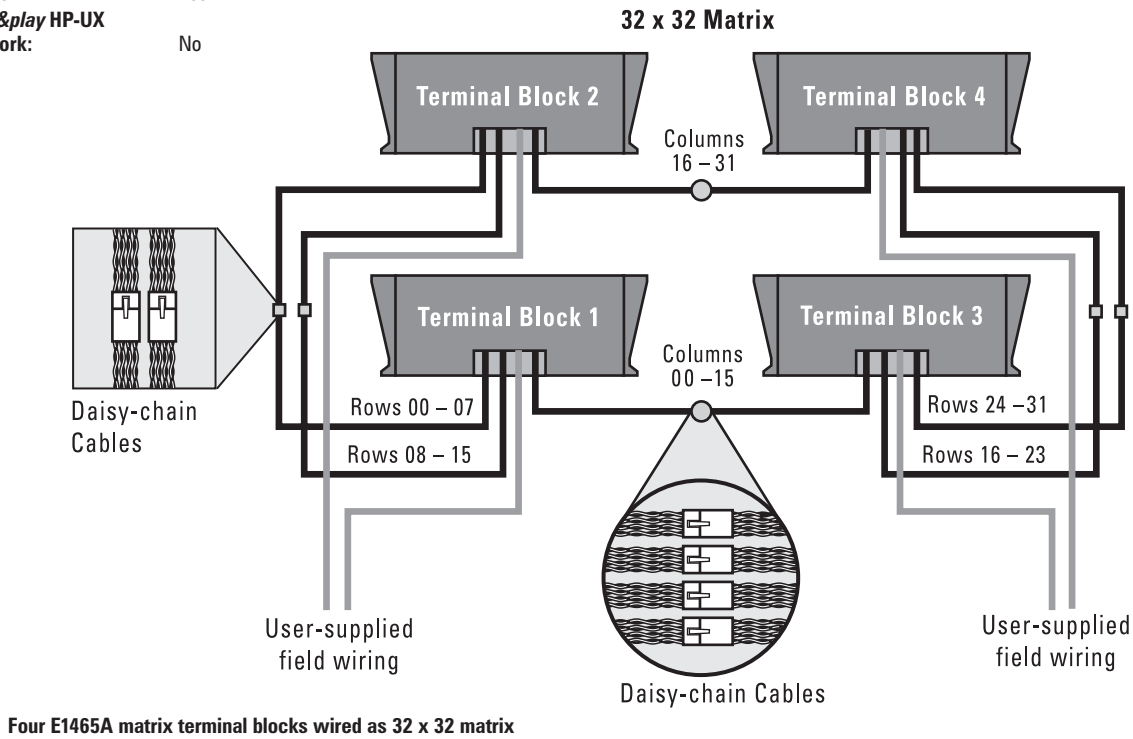 &play HP-UX
ork: No
32 x 32 Matrix
Terminal Block 2
Terminal Block 4
Columns
16 – 31
Terminal Block 1
Terminal Block 3
Columns
00 –15
Daisy-chain
Cables
Rows 00 – 07
Rows 08 – 15
Rows 24 –31
Rows 16 – 23
User-supplied
field wiring
User-supplied
field wiring
Daisy-chain Cables
Four E1465A matrix terminal blocks wired as 32 x 32 matrix